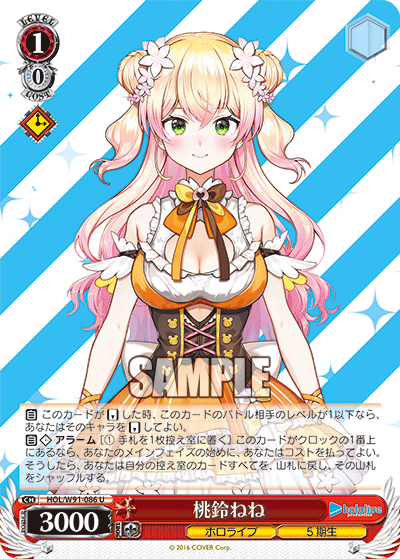 LEVEL
1
0
COST
SAMPLE
自 このカードが した時、このカードのバトル相手のレベルが1以下なら、
あなたはそのキャラを してよい。
自 アラーム [① 手札を1枚控え室に置く] このカードがクロックの1番上
にあるなら、あなたのメインフェイズの始めに、あなたはコストを払ってよい。
そうしたら、あなたは自分の控え室のカードすべてを、山札に戻し、その山札
をシャッフルする。
CH HOL/W91-086 U
3000
桃鈴ねね
hololive
ホロライブ
5期生
© 2016 COVER Corp.